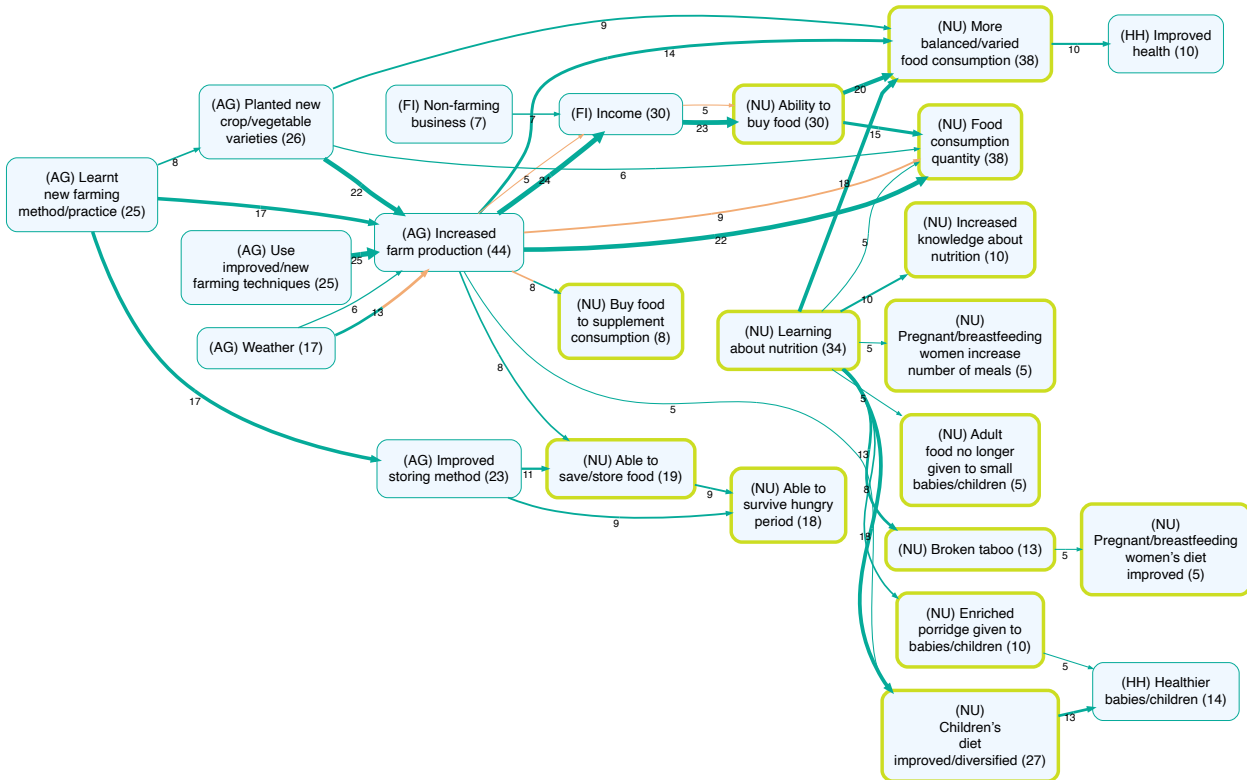 (NU) More
balanced/varied
food consumption (38)
(HH) Improved
health (10)
9
14
10
(AG) Planted new
crop/vegetable
varieties (26)
(FI) Non-farming
business (7)
7
(FI) Income (30)
5
23
(NU) Ability to
buy food (30)
20
15
(NU) Food
consumption
quantity (38)
(AG) Learnt
new farming
method/practice (25)
8
22
17
5
24
6
18
9
22
5
(AG) Increased
farm production (44)
(AG) Use
improved/new
farming techniques (25)
25
6
13
(AG) Weather (17)
8
(NU) Buy food
to supplement
consumption (8)
(NU) Increased
knowledge about
nutrition (10)
10
(NU) Learning
about nutrition (34)
5
(NU)
Pregnant/breastfeeding
women increase
number of meals (5)
8
5
5
17
(NU) Adult
food no longer
given to small
babies/children (5)
(AG) Improved
storing method (23)
11
(NU) Able to
save/store food (19)
9
9
(NU) Able to
survive hungry
period (18)
13
8
18
(NU) Broken taboo (13)
5
(NU)
Pregnant/breastfeeding
women’s diet
improved (5)
(NU) Enriched
porridge given to
babies/children (10)
5
(HH) Healthier
babies/children (14)
13
(NU)
Children’s
diet
improved/diversified (27)